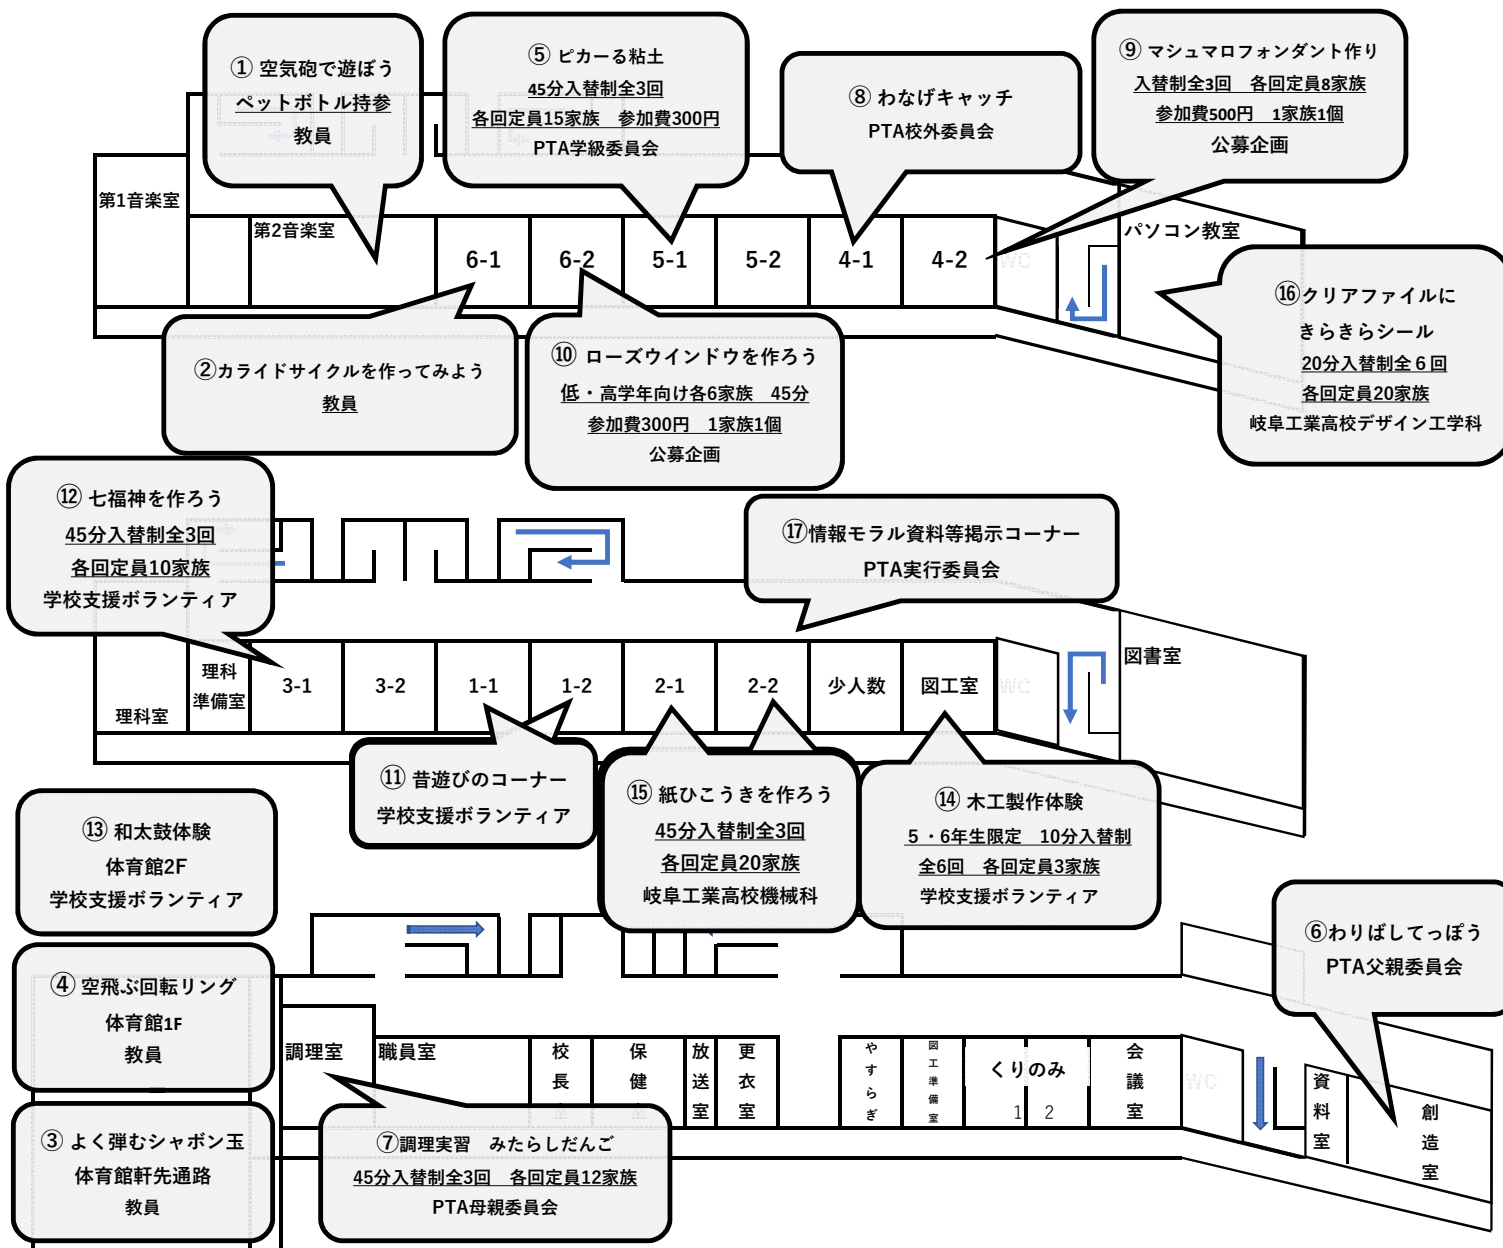 ① 空気砲で遊ぼう
ペットボトル持参
教員
⑤ ピカーる粘土
45分入替制全3回
各回定員15家族　参加費300円
PTA学級委員会
⑧ わなげキャッチ
PTA校外委員会
⑨ マシュマロフォンダント作り
入替制全3回　各回定員8家族
参加費500円　1家族1個
公募企画
第1音楽室
第2音楽室
6-1
6-2
5-1
5-2
4-1
4-2
WC
パソコン教室
②カライドサイクルを作ってみよう
教員
⑩ ローズウインドウを作ろう
低・高学年向け各6家族　45分
参加費300円　1家族1個
公募企画
⑯クリアファイルに
きらきらシール
20分入替制全６回
各回定員20家族
岐阜工業高校デザイン工学科
⑫ 七福神を作ろう
45分入替制全3回
各回定員10家族
学校支援ボランティア
⑰情報モラル資料等掲示コーナー
PTA実行委員会
理科室
理科
準備室
3-1
3-2
1-1
1-2
2-1
2-2
少人数
図工室
WC
図書室
⑪ 昔遊びのコーナー
学校支援ボランティア
⑮ 紙ひこうきを作ろう
45分入替制全3回
各回定員20家族
岐阜工業高校機械科
⑭ 木工製作体験
５・6年生限定　10分入替制
全6回　各回定員3家族
学校支援ボランティア
⑬ 和太鼓体験
体育館2F
学校支援ボランティア
④ 空飛ぶ回転リング
体育館1F
教員
③ よく弾むシャボン玉
体育館軒先通路
教員
⑥わりばしてっぽう
PTA父親委員会
調理室
職員室
校長室
保健室
放送室
更衣室
やすらぎ
図工準備室
くりのみ
1　2
会議室
WC
資料室
創造室
⑦調理実習　みたらしだんご
45分入替制全3回　各回定員12家族
PTA母親委員会